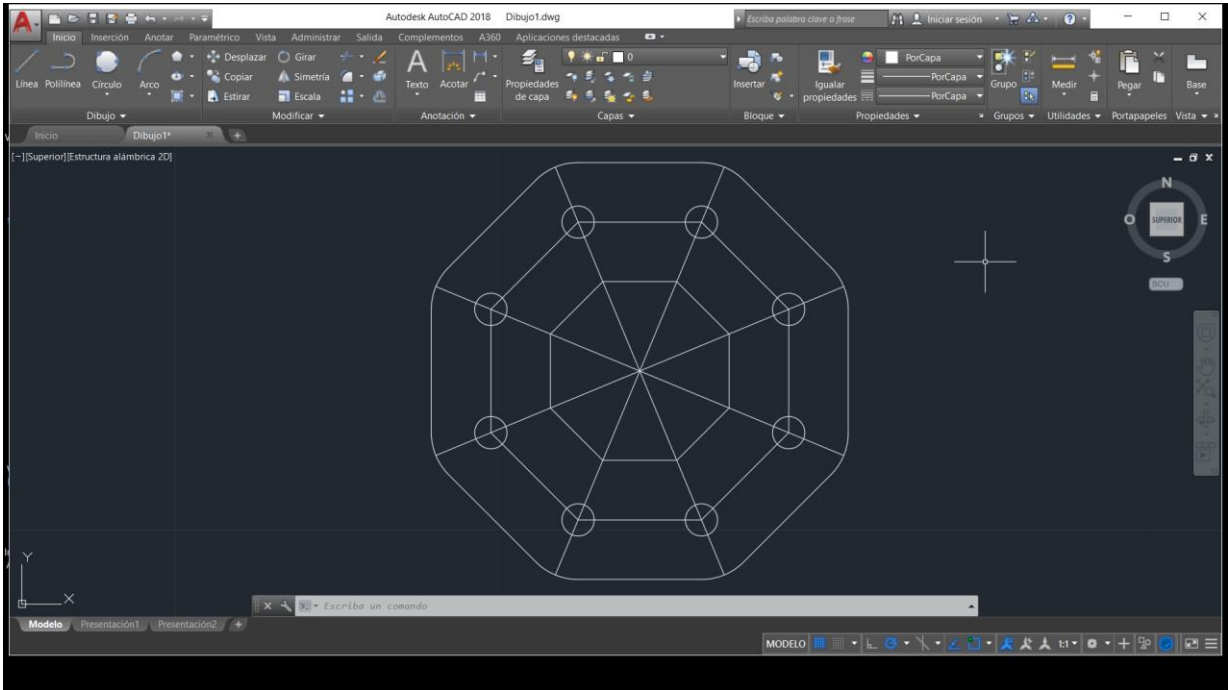 Autodesk AutoCAD 2018 Dibujo1.dwg
Escriba palabra clave o frase
Iniciar sesión
Inicio Inserción Anotar Paramétrico Vista Administrar Salida Complementos A360 Aplicaciones destacadas
Línea Polilínea Círculo Arco
Desplazar Girar
Copiar Simetría
Estirar Escala
Texto Acotar
Propiedades de capa
0
Insertar
Igualar propiedades
PorCapa
PorCapa
PorCapa
Grupo
Medir
Pegar
Base
Dibujo Modificar Anotación Capas Bloque Propiedades Grupos Utilidades Portapapeles Vista
Inicio Dibujo1*
[−][Superior][Estructura alámbrica 2D]
N
O SUPERIOR E
S
SCU
Y
X
Escriba un comando
Modelo Presentación1 Presentación2
MODELO 1:1